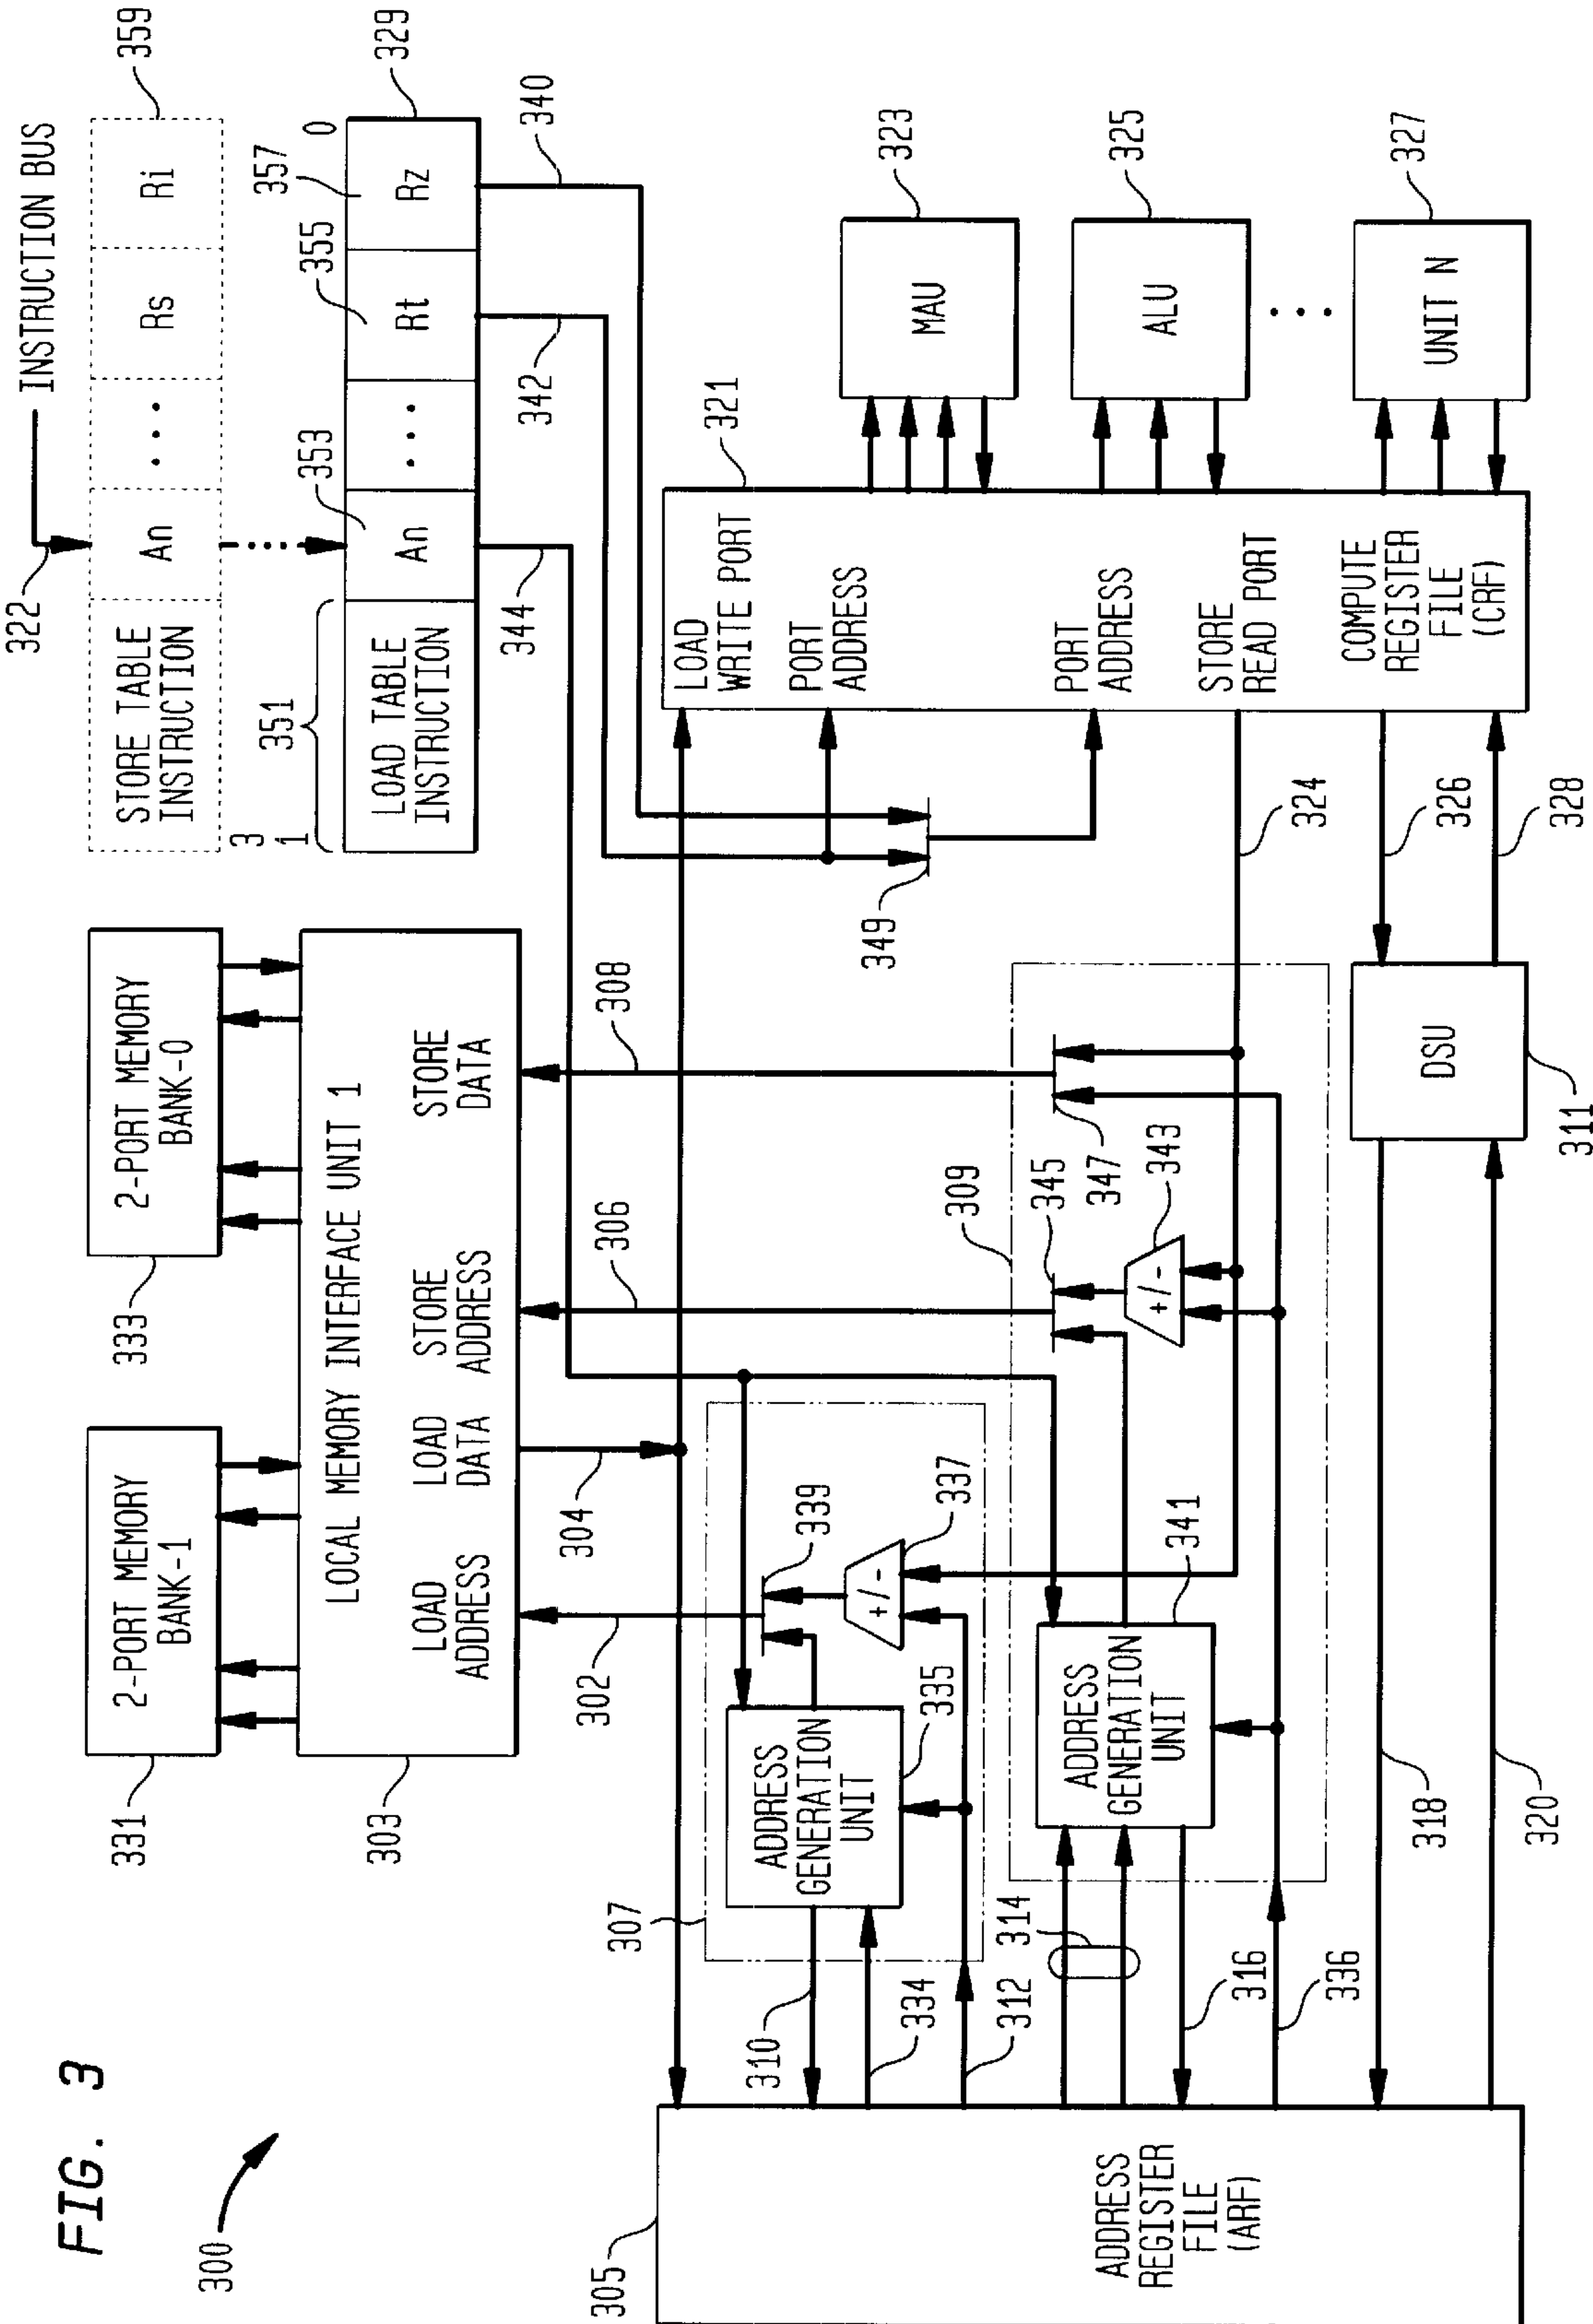 FIG. 3
300
322
INSTRUCTION BUS
STORE TABLE
INSTRUCTION
An
....
Rs
Ri
359
3
1
351
353
355
357
0
LOAD TABLE
INSTRUCTION
An
...
Rt
Rz
329
344
342
340
331
2-PORT MEMORY
BANK-1
333
2-PORT MEMORY
BANK-0
303
LOCAL MEMORY INTERFACE UNIT 1
LOAD
ADDRESS
LOAD
DATA
STORE
ADDRESS
STORE
DATA
302
304
306
308
349
307
ADDRESS
GENERATION
UNIT
335
339
+/-
337
309
ADDRESS
GENERATION
UNIT
341
345
+/-
343
347
310
334
312
314
316
336
318
320
305
ADDRESS
REGISTER
FILE
(ARF)
DSU
311
324
326
328
321
LOAD
WRITE PORT
PORT
ADDRESS
PORT
ADDRESS
STORE
READ PORT
COMPUTE
REGISTER
FILE
(CRF)
MAU
323
ALU
325
...
UNIT N
327